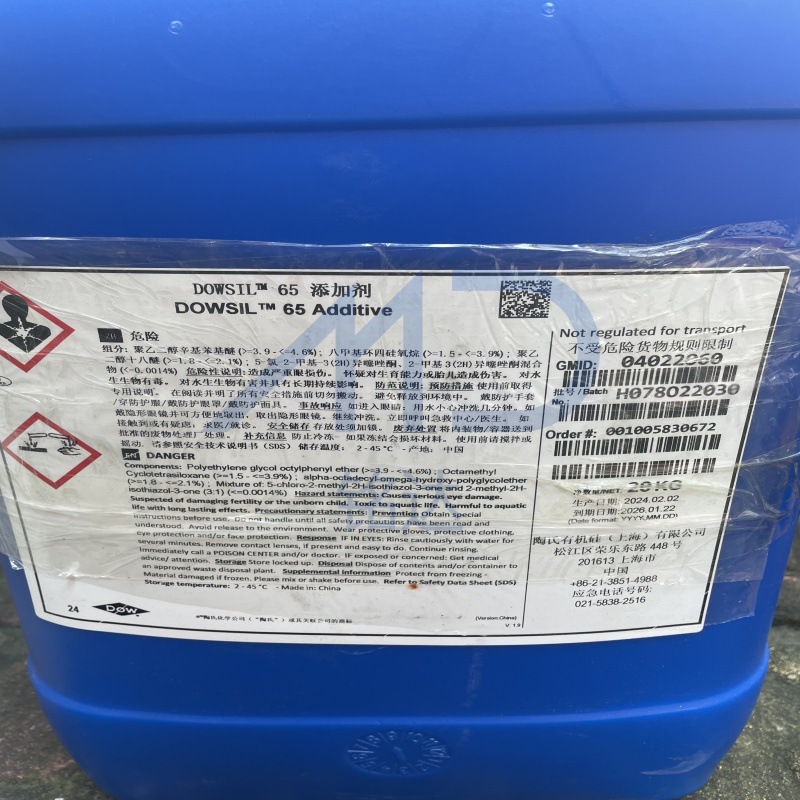 DOWSIL™ 65 添加剂
DOWSIL™ 65 Additive
ZH 危险
组分: 聚乙二醇辛基苯基醚 (>=3.9 - <=4.6%); 八甲基环四硅氧烷 (>=1.5 - <=3.9%); 聚乙
二醇十八醚 (>=1.8 - <=2.1%); 5-氯-2-甲基-3(2H)异噻唑酮、2-甲基-3(2H)异噻唑酮混合
物 (<=0.0014%) 危险性说明: 造成严重眼损伤. 怀疑对生育能力或胎儿造成伤害. 对水
生生物有毒. 对水生生物有害并具有长期持续影响. 防范说明: 预防措施 使用前取得
专用说明. 在阅读并明了所有安全措施前切勿搬动. 避免释放到环境中. 戴防护手套
/穿防护服/戴防护眼罩/戴防护面具. 事故响应 如进入眼睛: 用水小心冲洗几分钟. 如
戴隐形眼镜并可方便地取出, 取出隐形眼镜. 继续冲洗. 立即呼叫急救中心/医生. 如
接触到或有疑虑: 求医/就诊. 安全储存 存放处须加锁. 废弃处置 将内装物/容器送到
批准的废物处理厂处理. 补充信息 防止冷冻- 如果冻结会损坏材料. 使用前请搅拌或
摇动. 请参照安全技术说明书 (SDS) 储存温度: 2 - 45℃ -产地: 中国
EN DANGER
Components: Polyethylene glycol octylphenyl ether (>=3.9 - <=4.6%) ; Octamethyl
Cyclotetrasiloxane (>=1.5 - <=3.9%) ; alpha-octadecyl-omega-hydroxy-polyglycolether
(>=1.8 - <=2.1%) ; Mixture of: 5-chloro-2-methyl-2H-isothiazol-3-one and 2-methyl-2H-
isothiazol-3-one (3:1) (<=0.0014%) Hazard statements: Causes serious eye damage.
Suspected of damaging fertility or the unborn child. Toxic to aquatic life. Harmful to aquatic
life with long lasting effects. Precautionary statements: Prevention Obtain special
instructions before use. Do not handle until all safety precautions have been read and
understood. Avoid release to the environment. Wear protective gloves, protective clothing,
eye protection and/or face protection. Response IF IN EYES: Rinse cautiously with water for
several minutes. Remove contact lenses, if present and easy to do. Continue rinsing.
Immediately call a POISON CENTER and/or doctor. IF exposed or concerned: Get medical
advice/ attention. Storage Store locked up. Disposal Dispose of contents and/or container to
an approved waste disposal plant. Supplemental information Protect from freezing -
Material damaged if frozen. Please mix or shake before use. Refer to Safety Data Sheet (SDS)
Storage temperature: 2 - 45℃ - Made in: China
24 Dow
®™陶氏化学公司 ("陶氏") 或其关联公司的商标
(Version:China)
V 1.9
Not regulated for transport
不受危险货物规则限制
GMID: 04022960
批号 / Batch No.: H078O22030
Order #: 001005830672
净数量/NET: 20 KG
生产日期: 2024.02.02
到期日期: 2026.01.22
(Date format: YYYY.MM.DD)
陶氏有机硅 (上海) 有限公司
松江区荣乐东路 448 号
201613 上海市
中国
+86-21-3851-4988
应急电话号码:
021-5838-2516